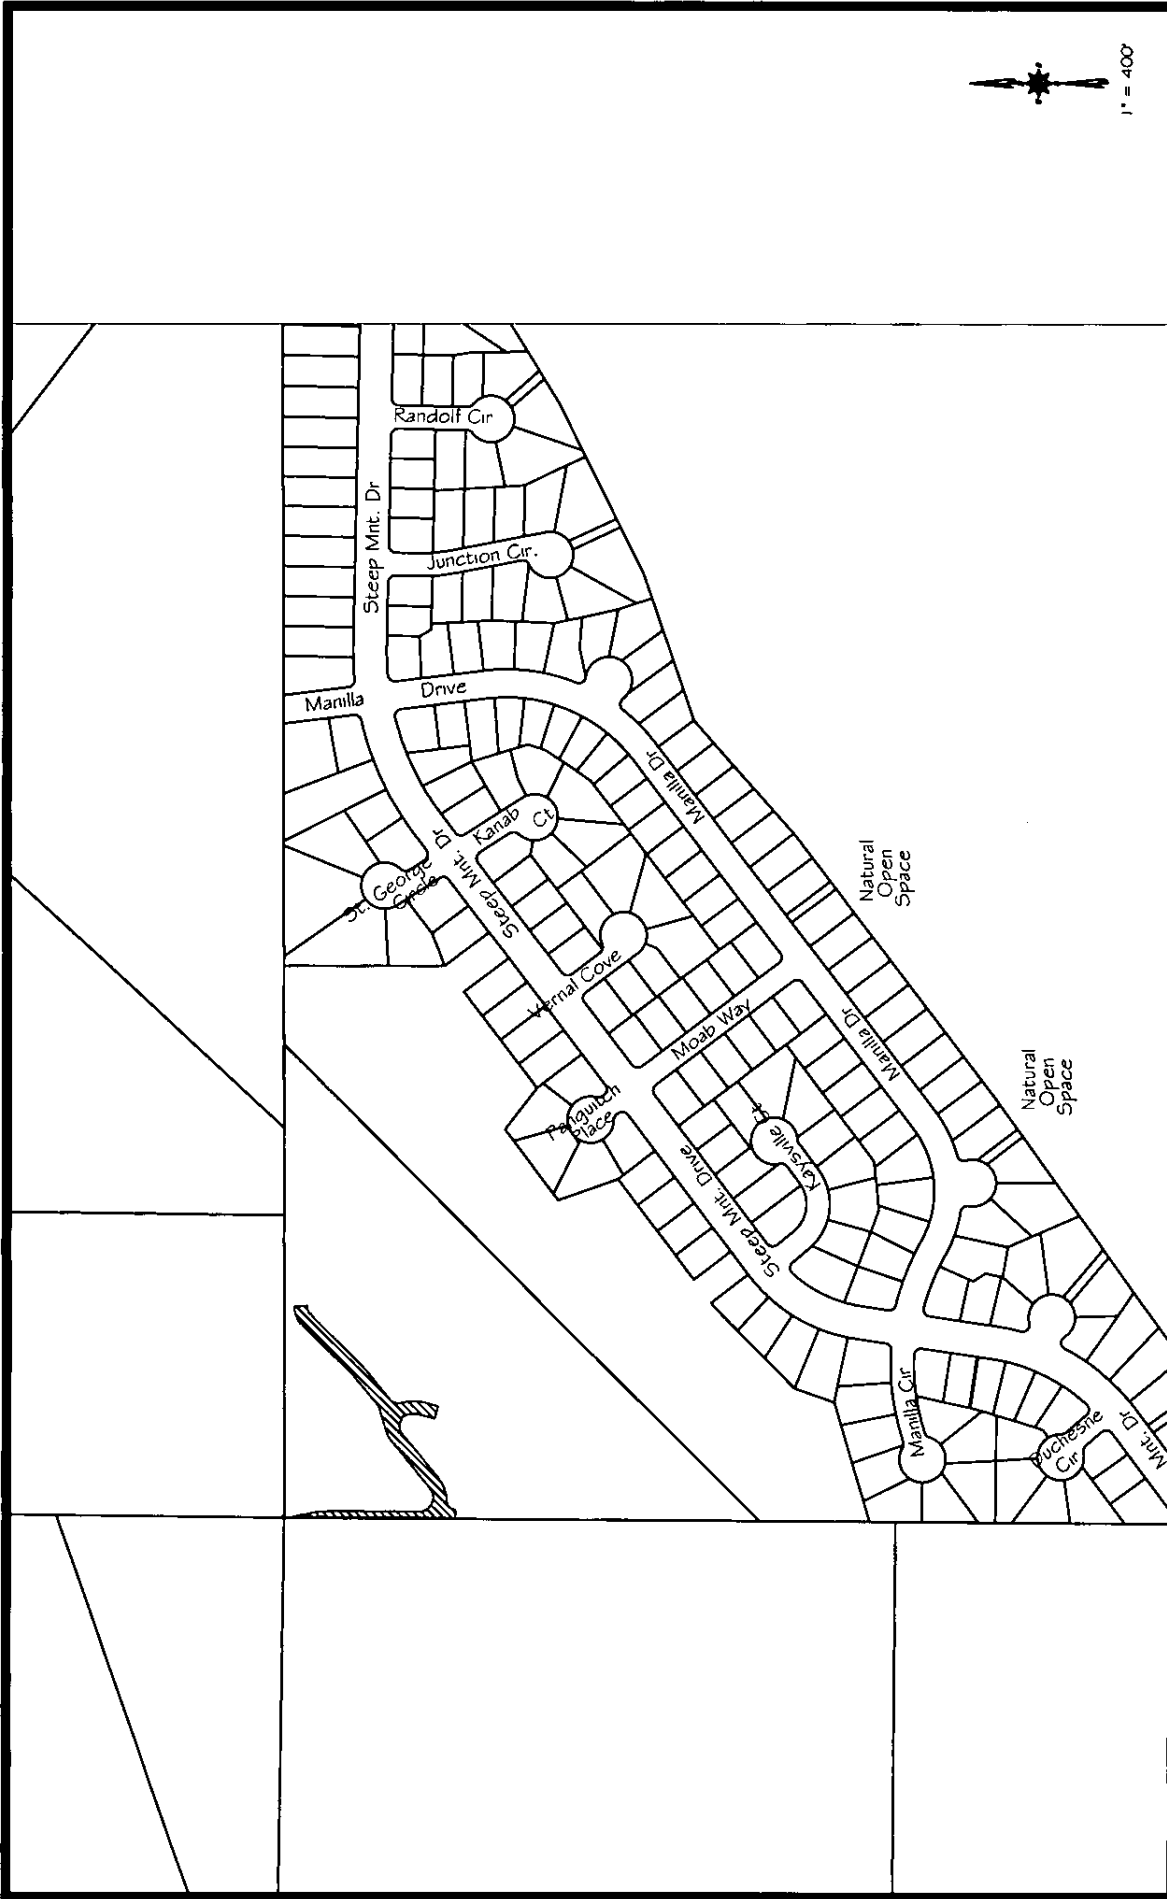 1" = 400'
Randolf Cir
Steep Mnt. Dr
Junction Cir.
Manilla
Drive
Manilla Dr
Kanab
Ct
Steep Mnt. Dr
St. George
Circle
Natural
Open
Space
Vernal Cove
Moab Way
Manilla Dr
Natural
Open
Space
Panguitch
Place
Kaysville Ct
Steep Mnt. Drive
Manilla Cir
Duchesne
Cir
Mnt. Dr